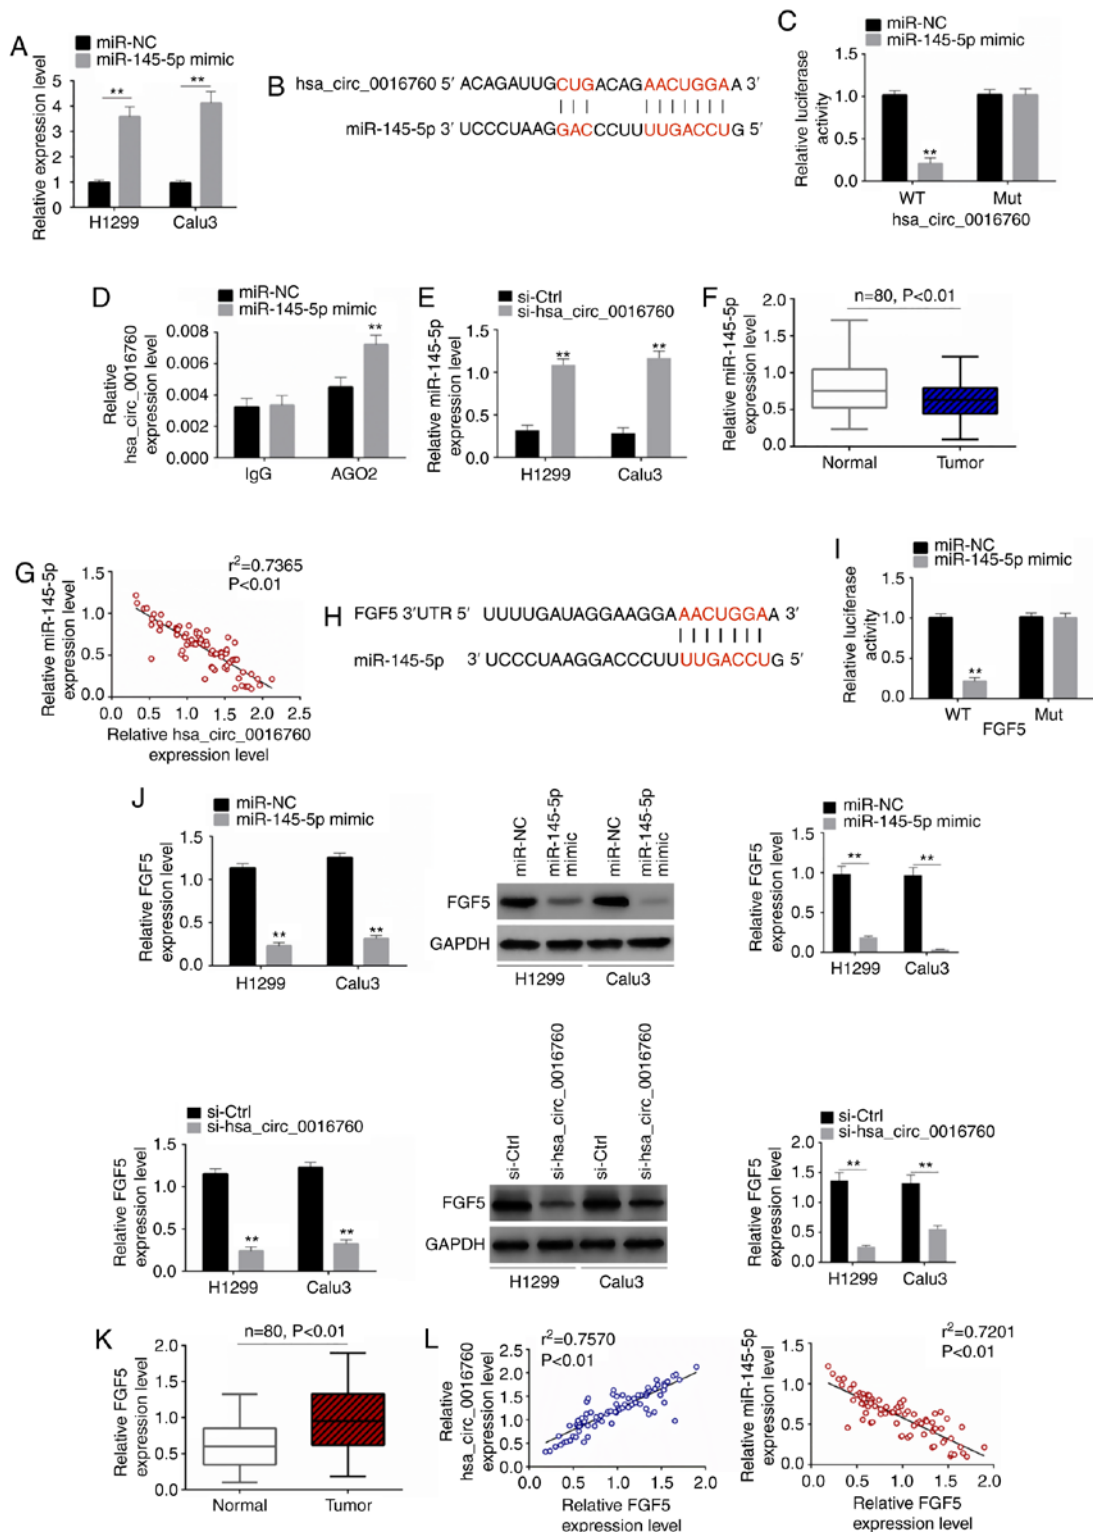 A
miR-NC
miR-145-5p mimic
Relative expression level
5
4
3
2
1
0
**
**
H1299
Calu3
B
hsa_circ_0016760 5′ ACAGAUUGCUGACAGAACUGGAA 3′
miR-145-5p 3′ UCCCUAAGGACCCUUUUGACCUG 5′
C
miR-NC
miR-145-5p mimic
Relative luciferase
activity
1.5
1.0
0.5
0.0
**
WT
Mut
hsa_circ_0016760
D
miR-NC
miR-145-5p mimic
Relative
hsa_circ_0016760
expression level
0.008
0.006
0.004
0.002
0.000
**
IgG
AGO2
E
si-Ctrl
si-hsa_circ_0016760
Relative miR-145-5p
expression level
1.5
1.0
0.5
0.0
**
**
H1299
Calu3
F
n=80, P<0.01
Relative miR-145-5p
expression level
2.0
1.5
1.0
0.5
0.0
Normal
Tumor
G
r²=0.7365
P<0.01
Relative miR-145-5p
expression level
1.5
1.0
0.5
0.0
0.0 0.5 1.0 1.5 2.0 2.5
Relative hsa_circ_0016760
expression level
H
FGF5 3′UTR 5′ UUUUGAUAGGAAGGAAACUGGAA 3′
miR-145-5p 3′ UCCCUAAGGACCCUUUUGACCUG 5′
I
miR-NC
miR-145-5p mimic
Relative luciferase
activity
1.5
1.0
0.5
0.0
**
WT
Mut
FGF5
J
miR-NC
miR-145-5p mimic
Relative FGF5
expression level
1.5
1.0
0.5
0.0
**
**
H1299
Calu3
miR-NC
miR-145-5p
mimic
miR-NC
miR-145-5p
mimic
FGF5
GAPDH
H1299
Calu3
miR-NC
miR-145-5p mimic
Relative FGF5
expression level
1.5
1.0
0.5
0.0
**
**
H1299
Calu3
si-Ctrl
si-hsa_circ_0016760
Relative FGF5
expression level
1.5
1.0
0.5
0.0
**
**
H1299
Calu3
si-Ctrl
si-hsa_circ_0016760
si-Ctrl
si-hsa_circ_0016760
FGF5
GAPDH
H1299
Calu3
si-Ctrl
si-hsa_circ_0016760
Relative FGF5
expression level
2.0
1.5
1.0
0.5
0.0
**
**
H1299
Calu3
K
n=80, P<0.01
Relative FGF5
expression level
2.0
1.5
1.0
0.5
0.0
Normal
Tumor
L
r²=0.7570
P<0.01
Relative
hsa_circ_0016760
expression level
2.5
2.0
1.5
1.0
0.5
0.0
0.0 0.5 1.0 1.5 2.0
Relative FGF5
expression level
r²=0.7201
P<0.01
Relative miR-145-5p
expression level
1.5
1.0
0.5
0.0
0.0 0.5 1.0 1.5 2.0
Relative FGF5
expression level